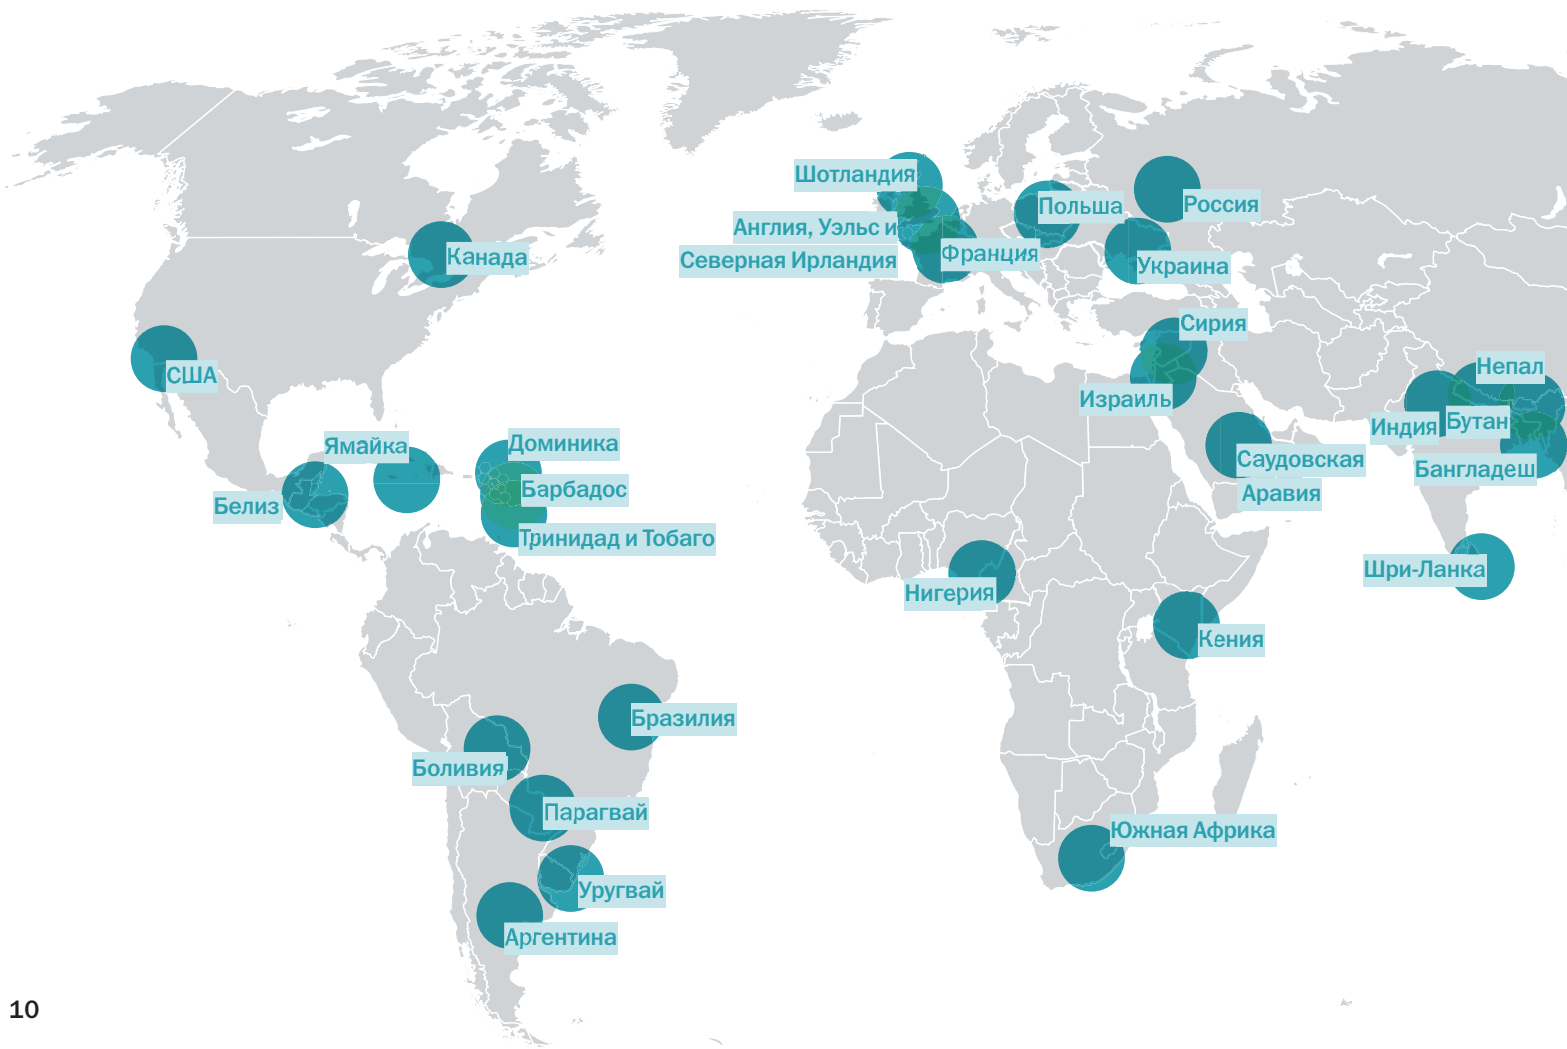 Шотландия
Польша
Россия
Англия, Уэльс и
Северная Ирландия
Франция
Канада
Украина
Сирия
Непал
США
Израиль
Индия
Бутан
Ямайка
Доминика
Саудовская
Аравия
Бангладеш
Белиз
Барбадос
Тринидад и Тобаго
Шри-Ланка
Нигерия
Кения
Бразилия
Боливия
Парагвай
Южная Африка
Уругвай
Аргентина
10